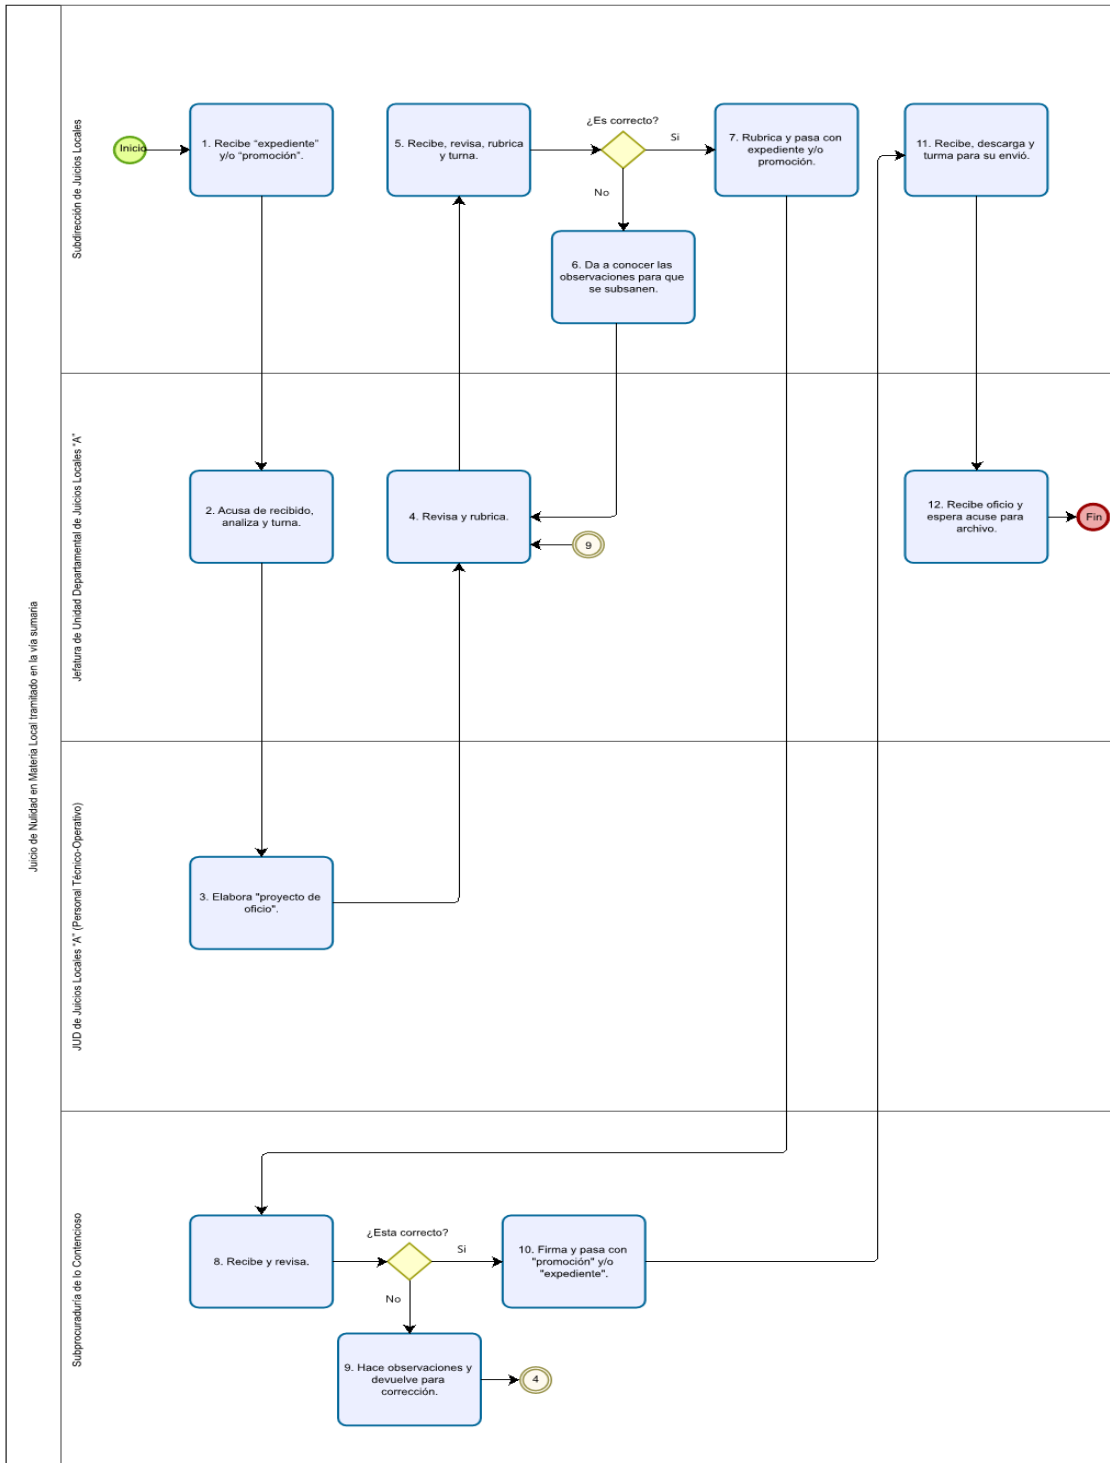 Juicio de Nulidad en Materia Local tramitado en la vía sumaria
Subdirección de Juicios Locales
Inicio
1. Recibe “expediente”
y/o “promoción”.
5. Recibe, revisa, rubrica
y turna.
¿Es correcto?
Si
No
7. Rubrica y pasa con
expediente y/o
promoción.
11. Recibe, descarga y
turma para su envió.
6. Da a conocer las
observaciones para que
se subsanen.
Jefatura de Unidad Departamental de Juicios Locales “A”
2. Acusa de recibido,
analiza y turna.
4. Revisa y rubrica.
9
12. Recibe oficio y
espera acuse para
archivo.
Fin
JUD de Juicios Locales “A” (Personal Técnico-Operativo)
3. Elabora "proyecto de
oficio".
Subprocuraduría de lo Contencioso
8. Recibe y revisa.
¿Esta correcto?
Si
No
10. Firma y pasa con
"promoción" y/o
"expediente".
9. Hace observaciones y
devuelve para
corrección.
4